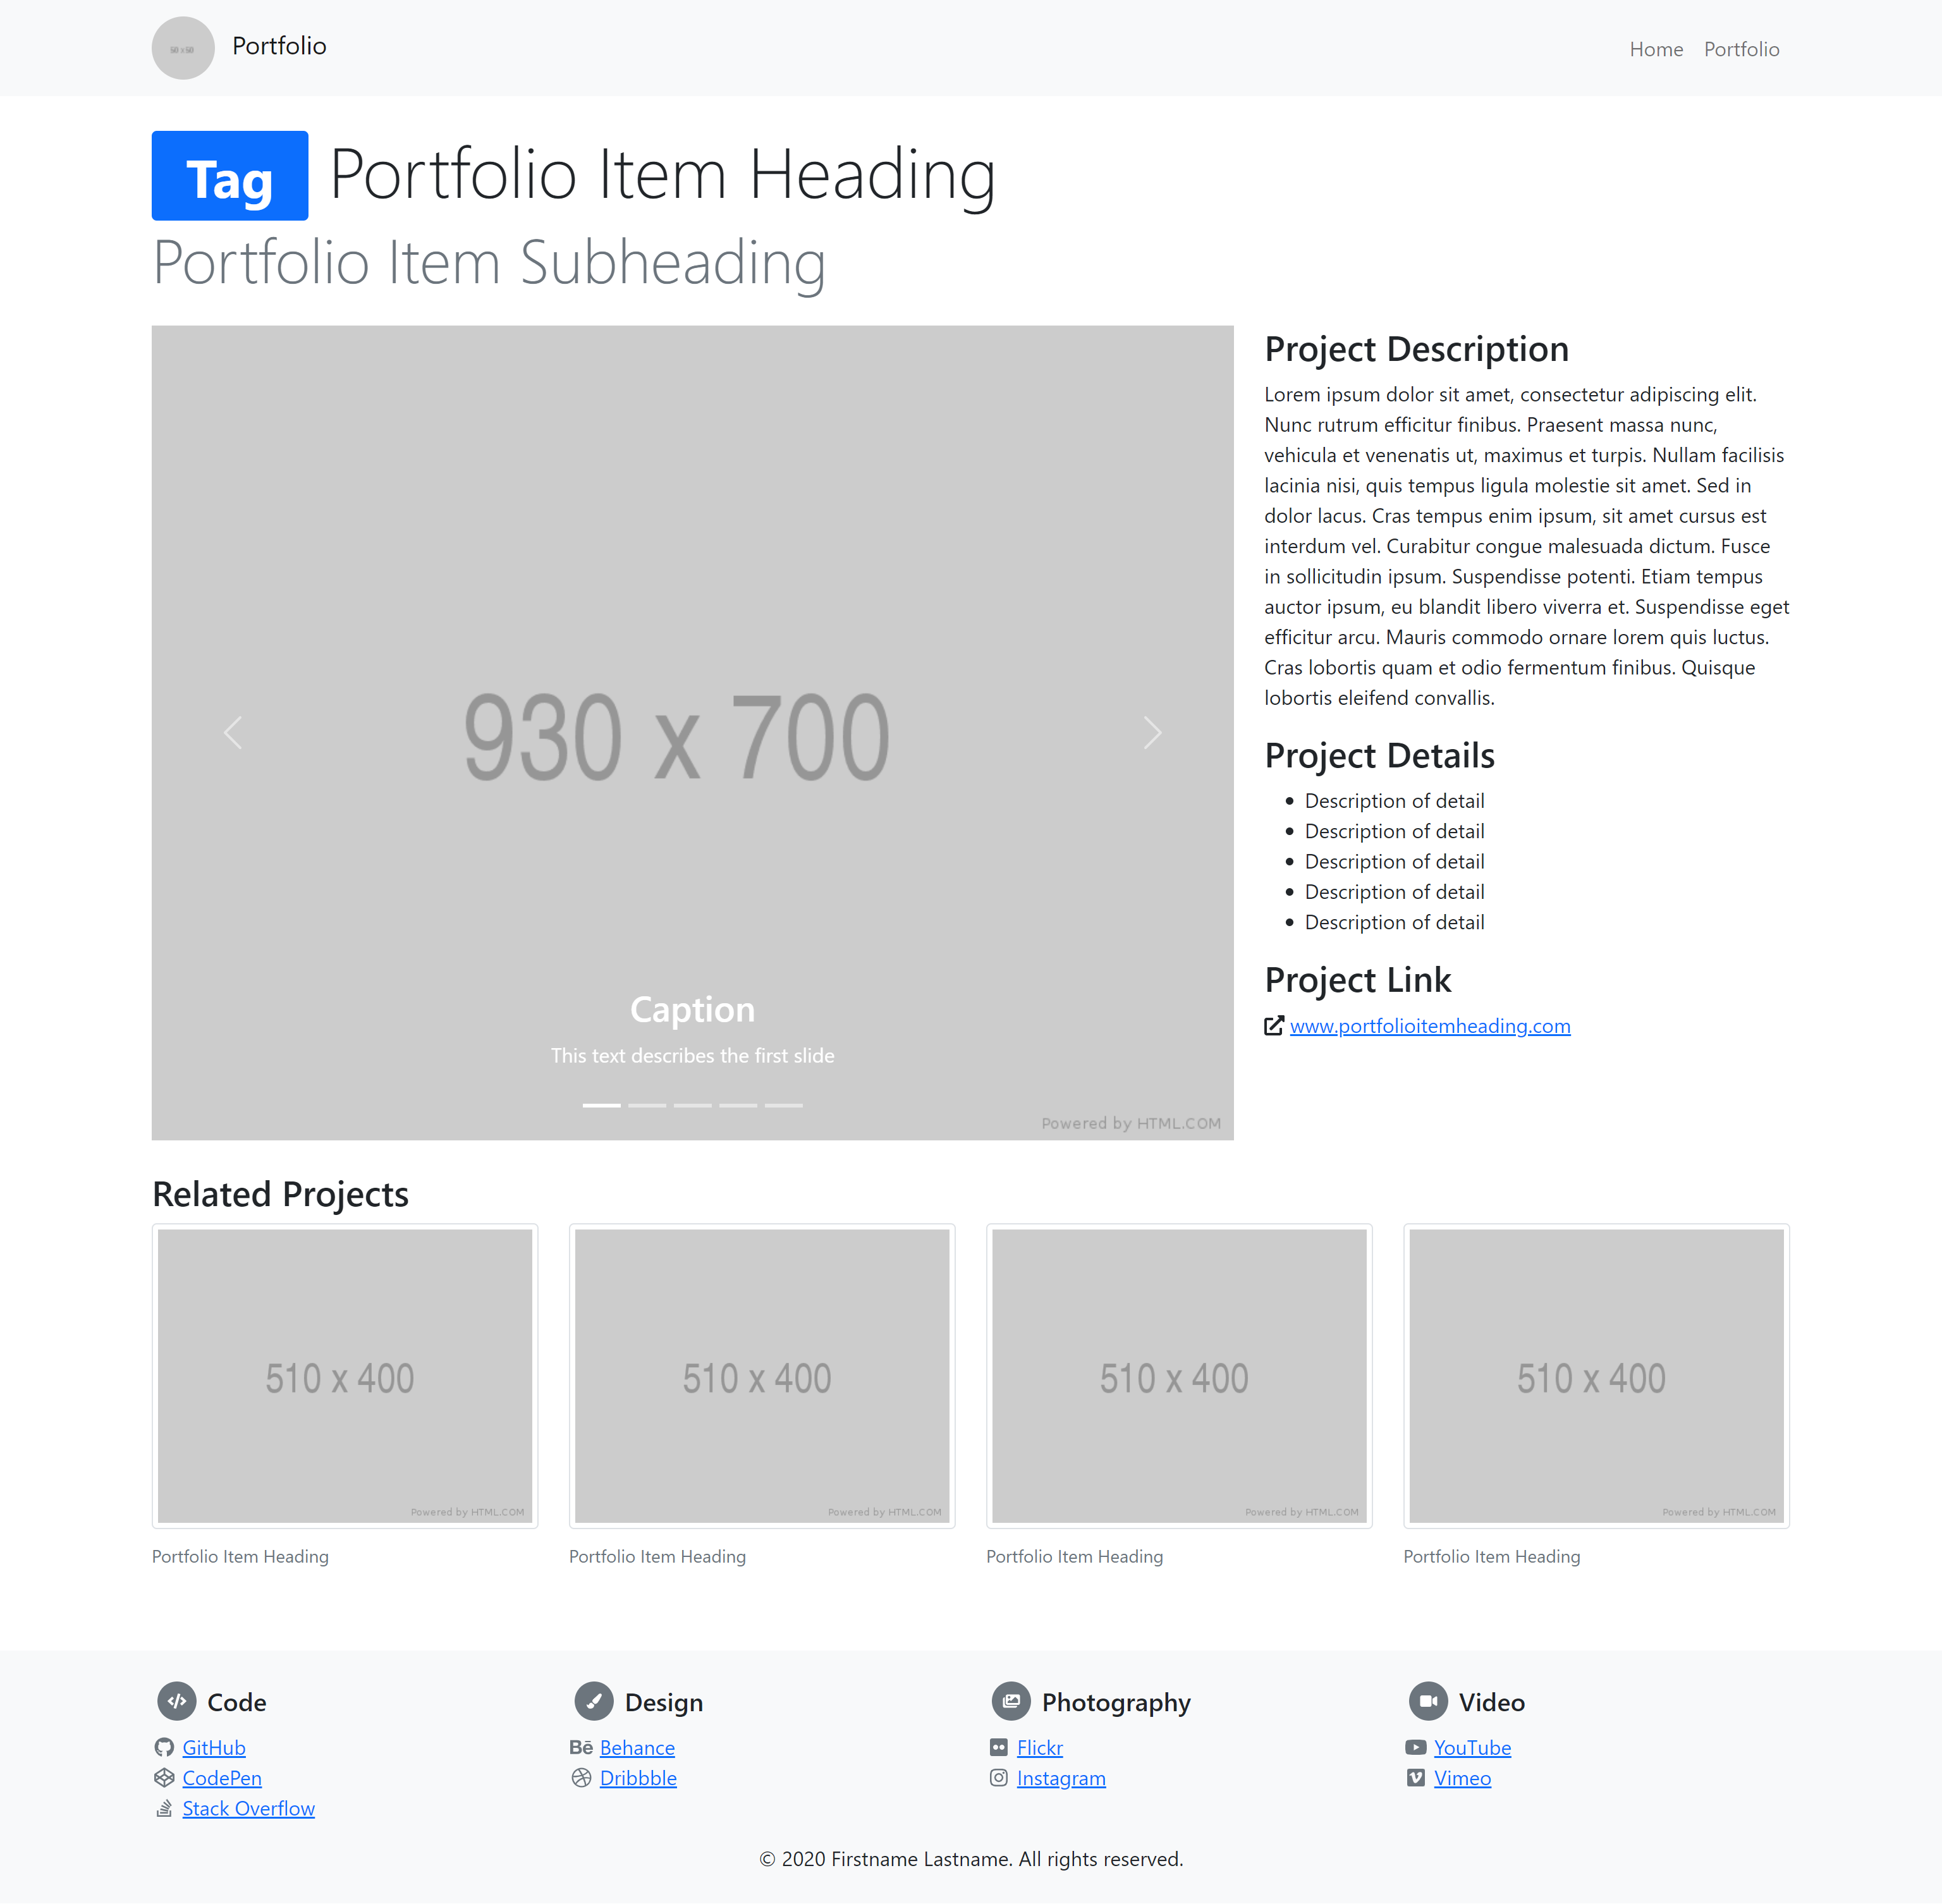 50 x 50
Portfolio
Home
Portfolio
Tag
Portfolio Item Heading
Portfolio Item Subheading
930 x 700
Caption
This text describes the first slide
Powered by HTML.COM
Project Description
Lorem ipsum dolor sit amet, consectetur adipiscing elit.
Nunc rutrum efficitur finibus. Praesent massa nunc,
vehicula et venenatis ut, maximus et turpis. Nullam facilisis
lacinia nisi, quis tempus ligula molestie sit amet. Sed in
dolor lacus. Cras tempus enim ipsum, sit amet cursus est
interdum vel. Curabitur congue malesuada dictum. Fusce
in sollicitudin ipsum. Suspendisse potenti. Etiam tempus
auctor ipsum, eu blandit libero viverra et. Suspendisse eget
efficitur arcu. Mauris commodo ornare lorem quis luctus.
Cras lobortis quam et odio fermentum finibus. Quisque
lobortis eleifend convallis.
Project Details
• Description of detail
• Description of detail
• Description of detail
• Description of detail
• Description of detail
Project Link
www.portfolioitemheading.com
Related Projects
510 x 400
Powered by HTML.COM
Portfolio Item Heading
510 x 400
Powered by HTML.COM
Portfolio Item Heading
510 x 400
Powered by HTML.COM
Portfolio Item Heading
510 x 400
Powered by HTML.COM
Portfolio Item Heading
Code
GitHub
CodePen
Stack Overflow
Design
Bē Behance
Dribbble
Photography
Flickr
Instagram
Video
YouTube
Vimeo
© 2020 Firstname Lastname. All rights reserved.